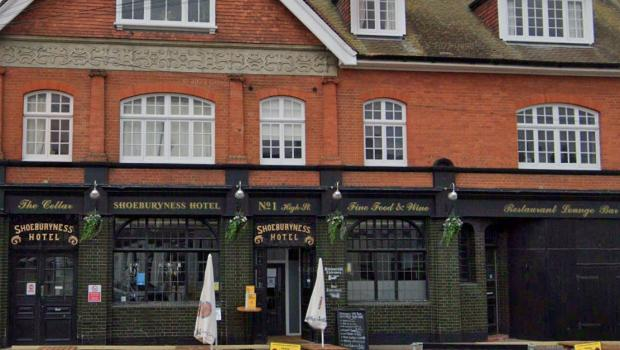 The Cellar
SHOEBURYNESS HOTEL
No1 High St.
Fine Food & Wine
Restaurant Lounge Bar
SHOEBURYNESS
HOTEL
SHOEBURYNESS
HOTEL